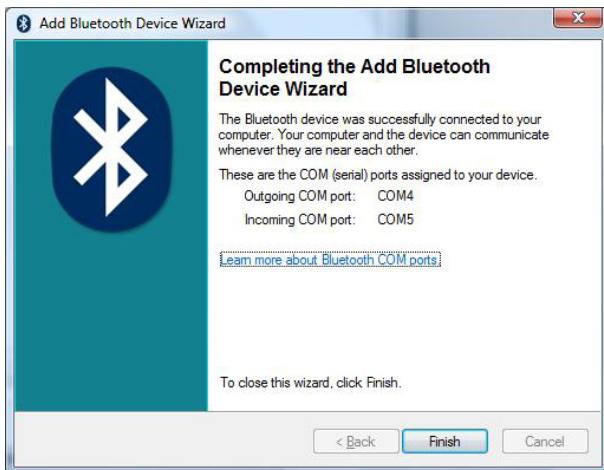 Add Bluetooth Device Wizard
Completing the Add Bluetooth
Device Wizard
The Bluetooth device was successfully connected to your
computer. Your computer and the device can communicate
whenever they are near each other.
These are the COM (serial) ports assigned to your device.
Outgoing COM port: COM4
Incoming COM port: COM5
Learn more about Bluetooth COM ports.
To close this wizard, click Finish.
< Back Finish Cancel